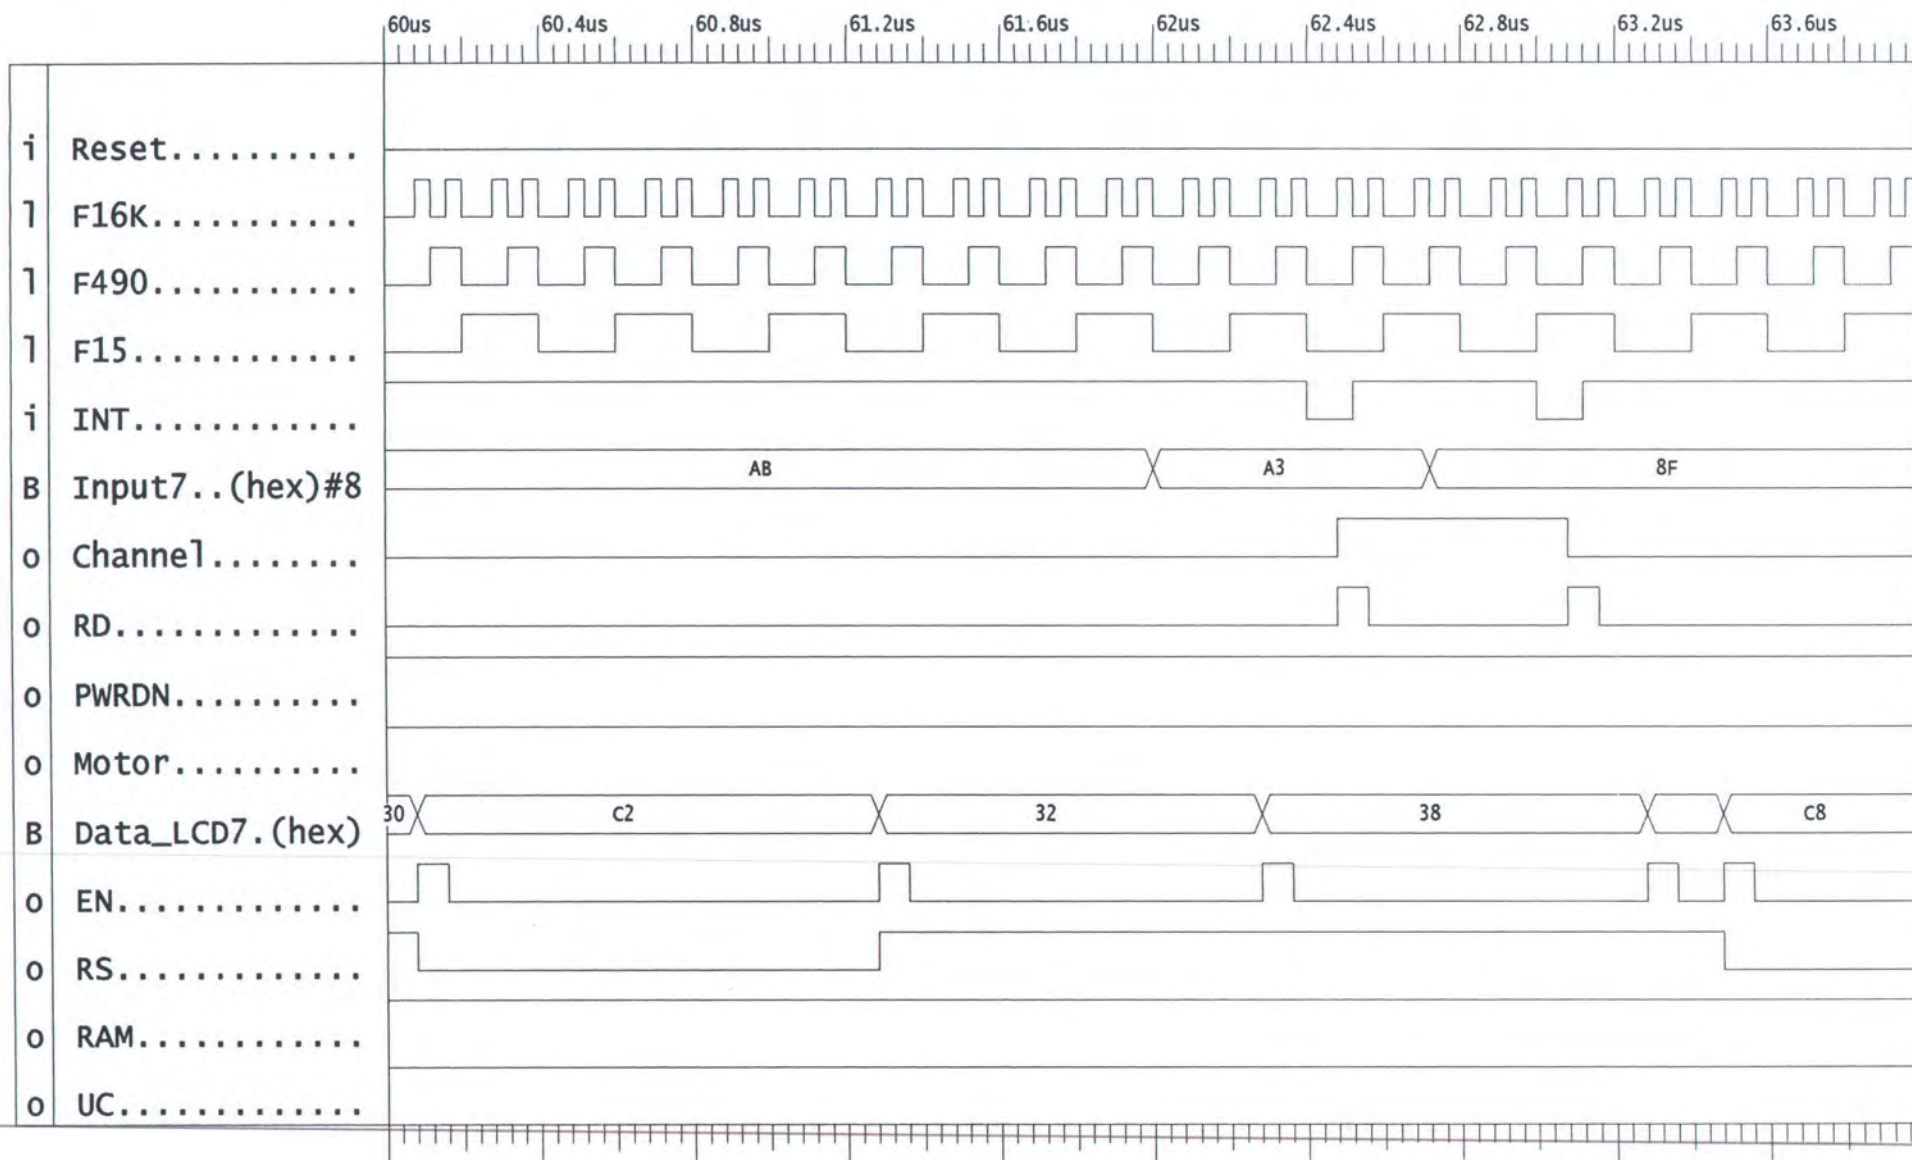 60us 60.4us 60.8us 61.2us 61.6us 62us 62.4us 62.8us 63.2us 63.6us
i Reset..........
l F16K...........
l F490...........
l F15............
i INT............
B Input7..(hex)#8 AB A3 8F
o Channel........
o RD.............
o PWRDN..........
o Motor..........
B Data_LCD7.(hex) 30 C2 32 38 C8
o EN.............
o RS.............
o RAM............
o UC.............